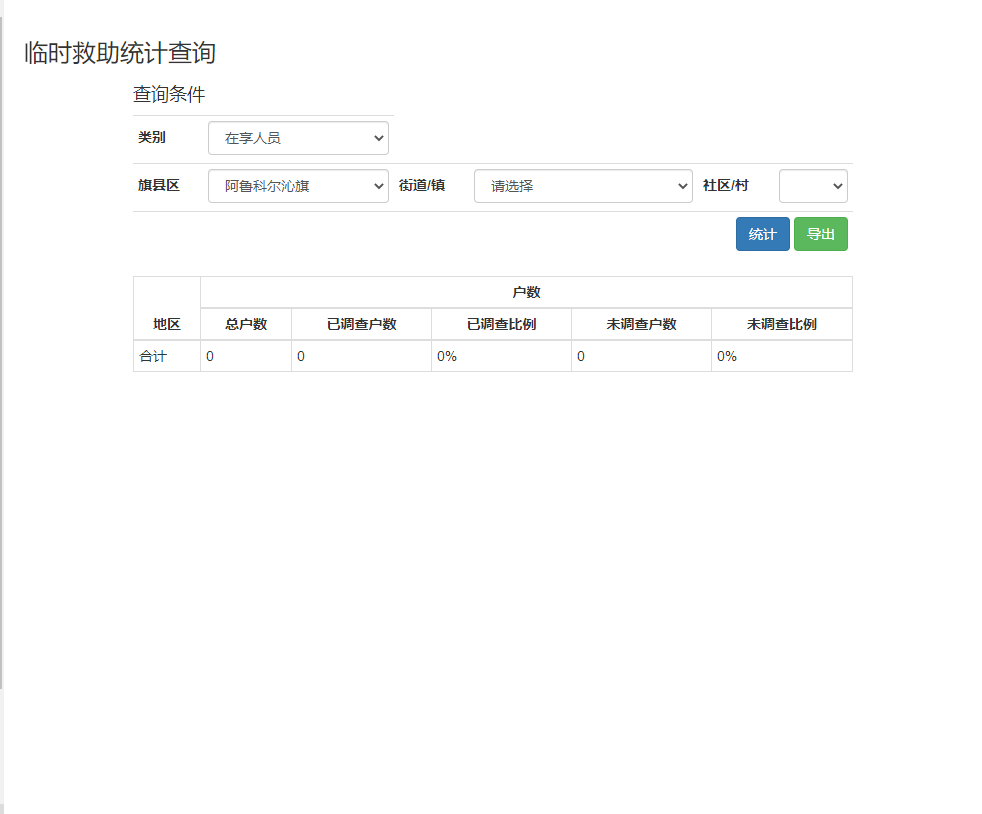 临时救助统计查询
查询条件
类别 在享人员
旗县区 阿鲁科尔沁旗 街道/镇 请选择 社区/村
统计 导出
户数
地区 总户数 已调查户数 已调查比例 未调查户数 未调查比例
合计 0 0 0% 0 0%